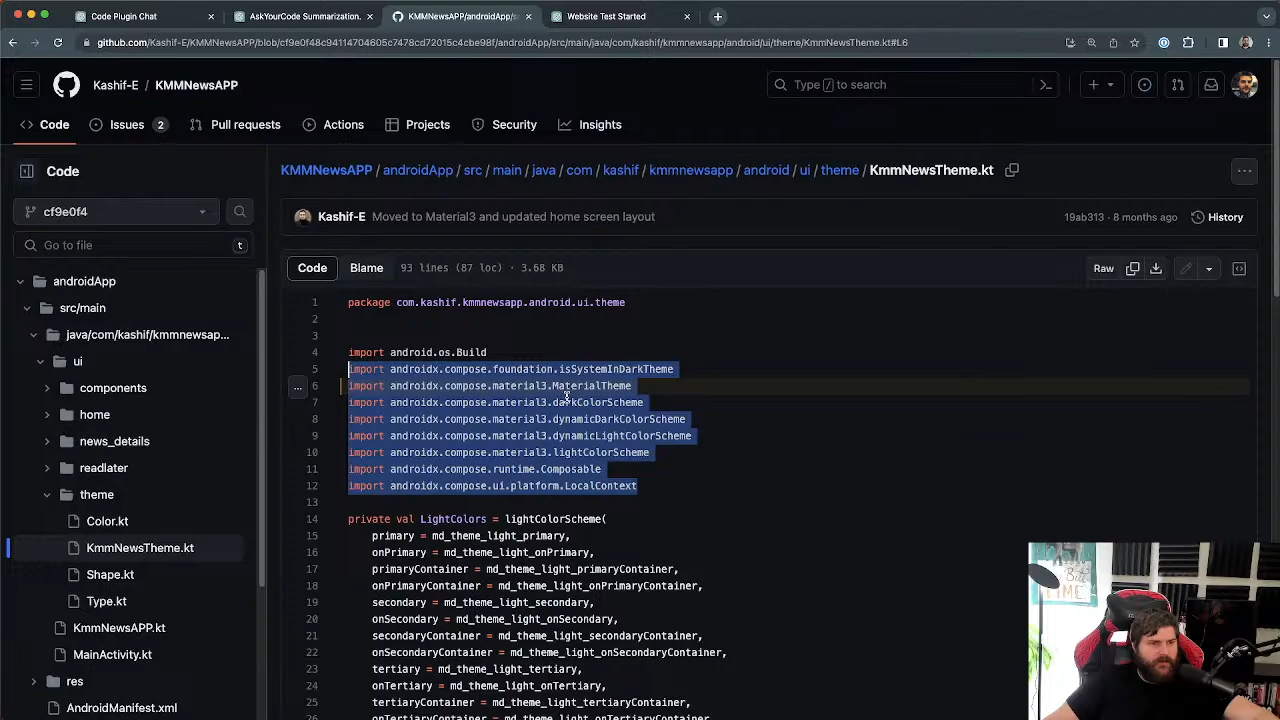 Code Plugin Chat
AskYourCode Summarization.
KMMNewsAPP/androidApp/s
Website Test Started
github.com/Kashif-E/KMMNewsAPP/blob/cf9e0f48c94114704605c7478cd72015c4cbe98f/androidApp/src/main/java/com/kashif/kmmnewsapp/android/ui/theme/KmmNewsTheme.kt#L6
Kashif-E / KMMNewsAPP
Type / to search
Code Issues 2 Pull requests Actions Projects Security Insights
Code
cf9e0f4
Go to file t
androidApp
src/main
java/com/kashif/kmmnewsap...
ui
components
home
news_details
readlater
theme
Color.kt
KmmNewsTheme.kt
Shape.kt
Type.kt
KmmNewsAPP.kt
MainActivity.kt
res
AndroidManifest.xml
KMMNewsAPP / androidApp / src / main / java / com / kashif / kmmnewsapp / android / ui / theme / KmmNewsTheme.kt
Kashif-E Moved to Material3 and updated home screen layout 19ab313 · 8 months ago History
Code Blame 93 lines (87 loc) · 3.68 KB Raw
1 package com.kashif.kmmnewsapp.android.ui.theme
2
3
4 import android.os.Build
5 import androidx.compose.foundation.isSystemInDarkTheme
6 import androidx.compose.material3.MaterialTheme
7 import androidx.compose.material3.darkColorScheme
8 import androidx.compose.material3.dynamicDarkColorScheme
9 import androidx.compose.material3.dynamicLightColorScheme
10 import androidx.compose.material3.lightColorScheme
11 import androidx.compose.runtime.Composable
12 import androidx.compose.ui.platform.LocalContext
13
14 private val LightColors = lightColorScheme(
15 primary = md_theme_light_primary,
16 onPrimary = md_theme_light_onPrimary,
17 primaryContainer = md_theme_light_primaryContainer,
18 onPrimaryContainer = md_theme_light_onPrimaryContainer,
19 secondary = md_theme_light_secondary,
20 onSecondary = md_theme_light_onSecondary,
21 secondaryContainer = md_theme_light_secondaryContainer,
22 onSecondaryContainer = md_theme_light_onSecondaryContainer,
23 tertiary = md_theme_light_tertiary,
24 onTertiary = md_theme_light_onTertiary,
25 tertiaryContainer = md_theme_light_tertiaryContainer,